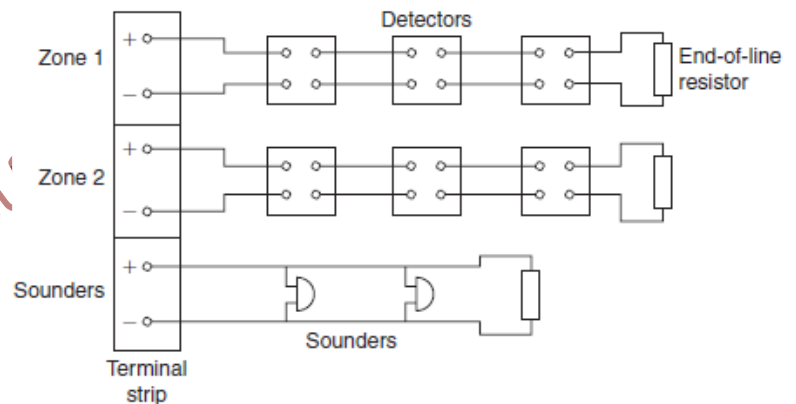 Detectors
Zone 1
+
−
End-of-line
resistor
Zone 2
+
−
Sounders
+
−
Sounders
Terminal
strip